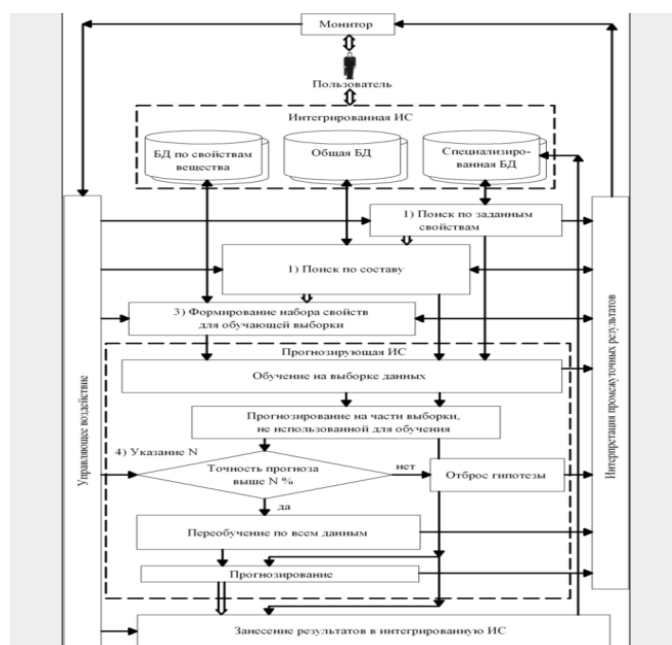 Монитор
Пользователь
Интегрированная ИС
БД по свойствам
вещества
Общая БД
Специализиро-
ванная БД
1) Поиск по заданным
свойствам
1) Поиск по составу
3) Формирование набора свойств
для обучающей выборки
Прогнозирующая ИС
Обучение на выборке данных
Прогнозирование на части выборки,
не использованной для обучения
4) Указание N
Точность прогноза
выше N %
нет
Отброс гипотезы
да
Переобучение по всем данным
Прогнозирование
Занесение результатов в интегрированную ИС
Управляющее воздействие
Интерпретация промежуточных результатов